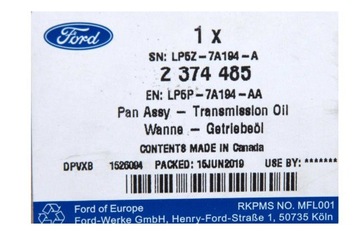 Ford
1 x
SN: LP5Z-7A194-A
2 374 485
EN: LP5P-7A194-AA
Pan Assy - Transmission Oil
Wanne - Getriebeöl
CONTENTS MADE IN Canada
DPVXB 1526094 PACKED: 15JUN2019 USE BY:*******
Ford of Europe RKPMS NO. MFL001
Ford-Werke GmbH, Henry-Ford-Straße 1, 50735 Köln